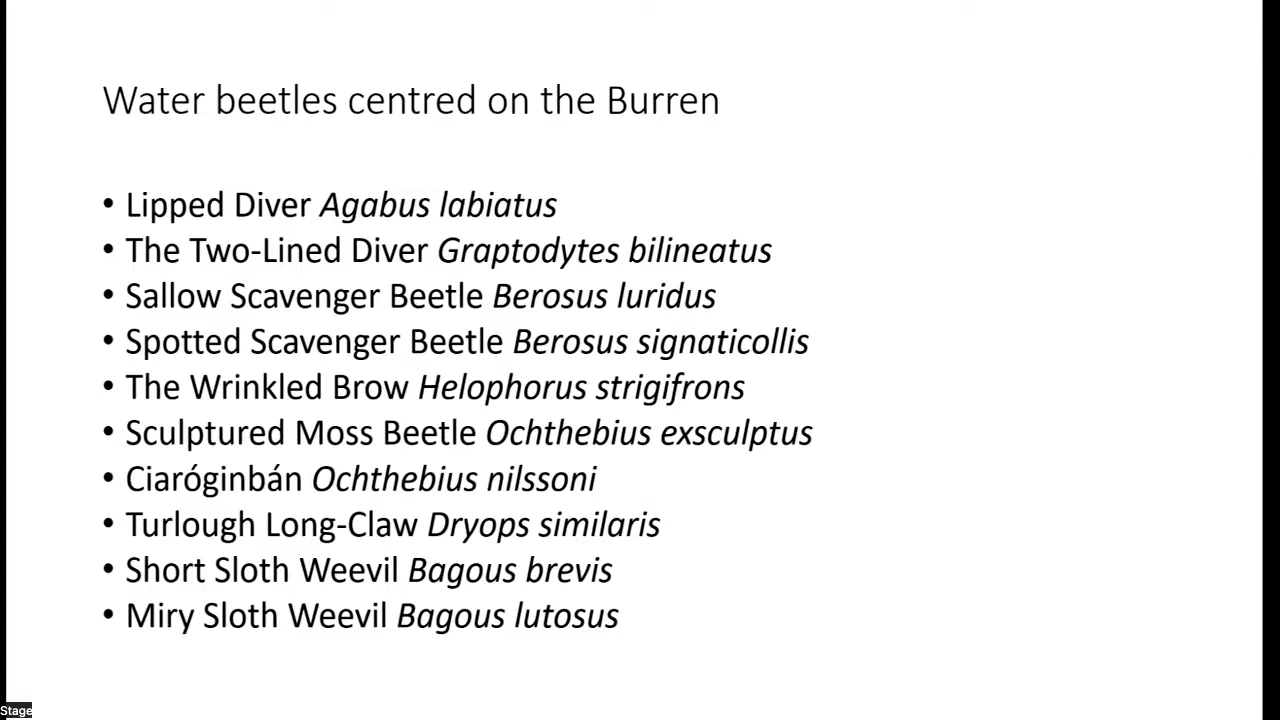 Water beetles centred on the Burren
• Lipped Diver Agabus labiatus
• The Two-Lined Diver Graptodytes bilineatus
• Sallow Scavenger Beetle Berosus luridus
• Spotted Scavenger Beetle Berosus signaticollis
• The Wrinkled Brow Helophorus strigifrons
• Sculptured Moss Beetle Ochthebius exsculptus
• Ciaróginbán Ochthebius nilssoni
• Turlough Long-Claw Dryops similaris
• Short Sloth Weevil Bagous brevis
• Miry Sloth Weevil Bagous lutosus
Stage